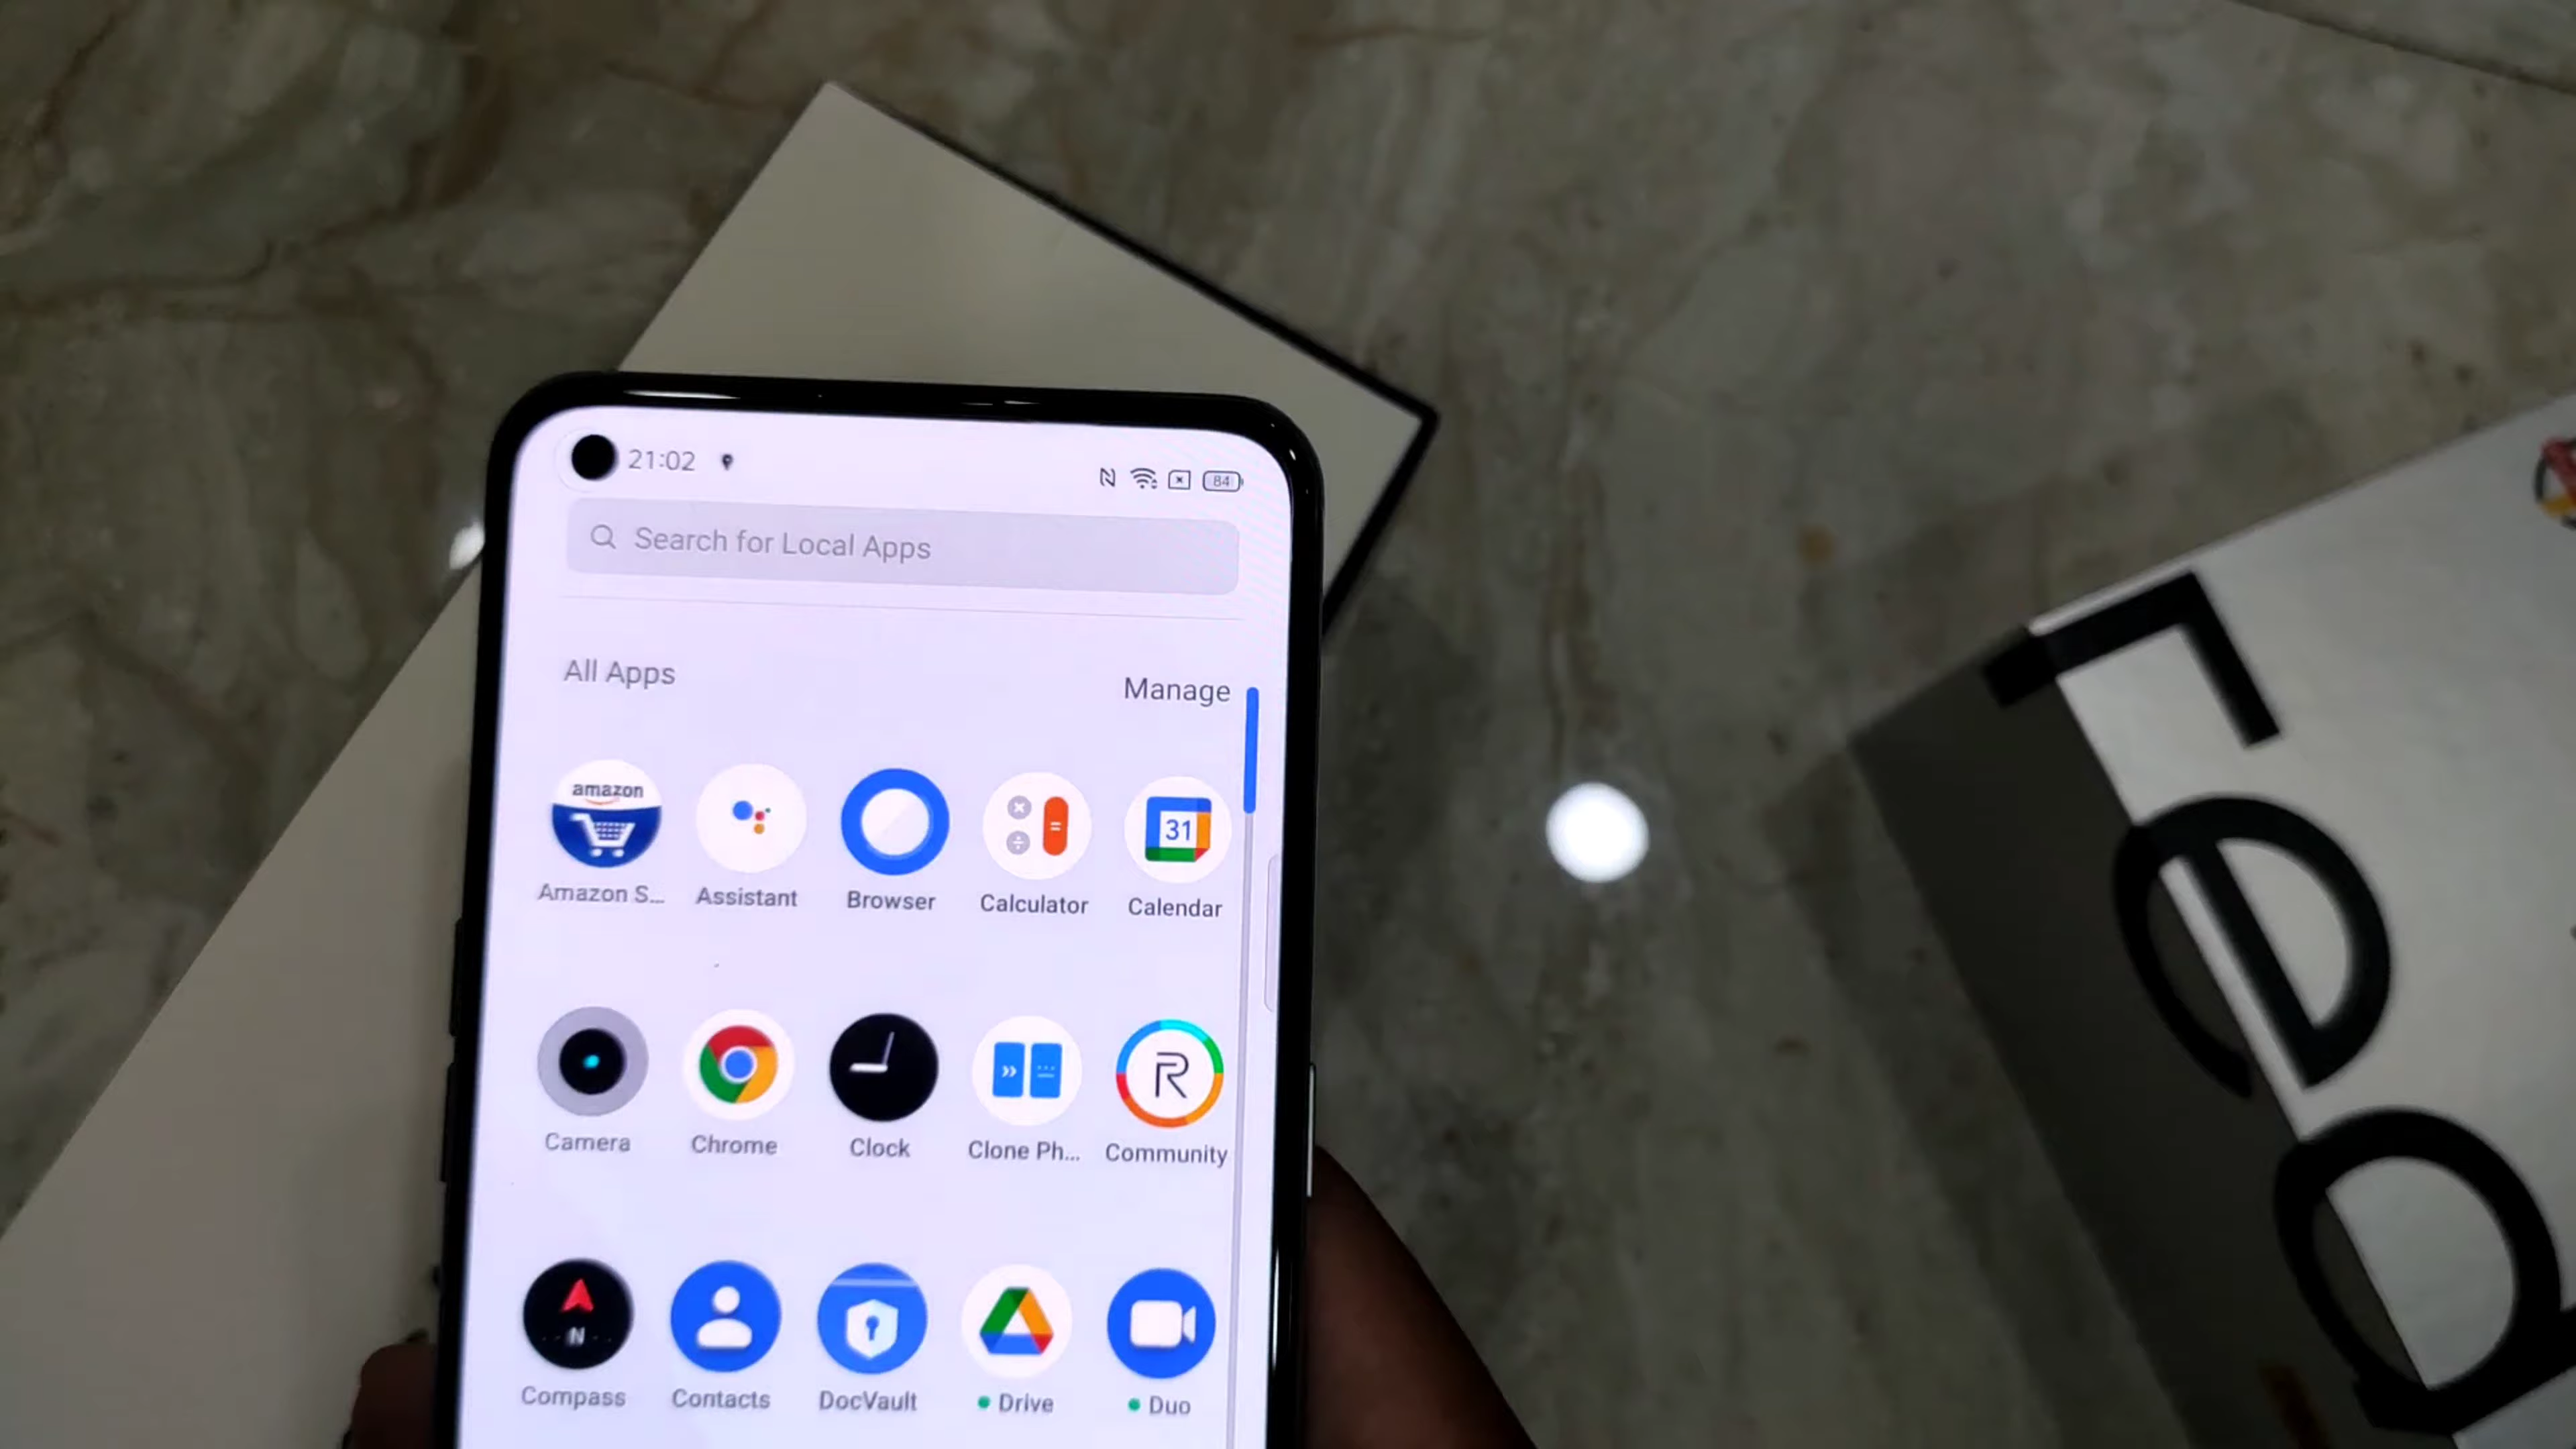 21:02 84
Search for Local Apps
All Apps Manage
amazon
31
Amazon S... Assistant Browser Calculator Calendar
R
Camera Chrome Clock Clone Ph... Community
N
Compass Contacts DocVault Drive Duo
rea